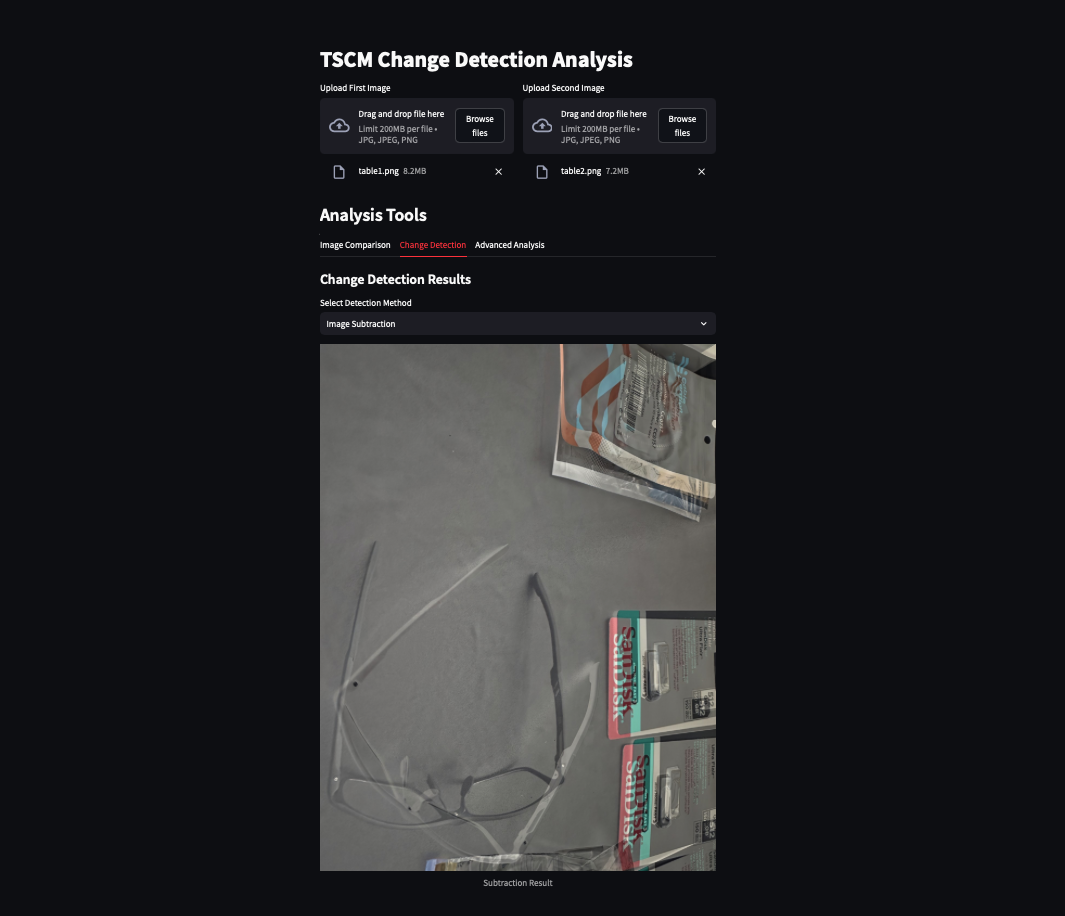 TSCM Change Detection Analysis
Upload First Image
Upload Second Image
Drag and drop file here
Limit 200MB per file •
JPG, JPEG, PNG
Browse
files
Drag and drop file here
Limit 200MB per file •
JPG, JPEG, PNG
Browse
files
table1.png 8.2MB
table2.png 7.2MB
Analysis Tools
Image Comparison
Change Detection
Advanced Analysis
Change Detection Results
Select Detection Method
Image Subtraction
SanDisk
SanDisk
SanDisk
SanDisk
Subtraction Result